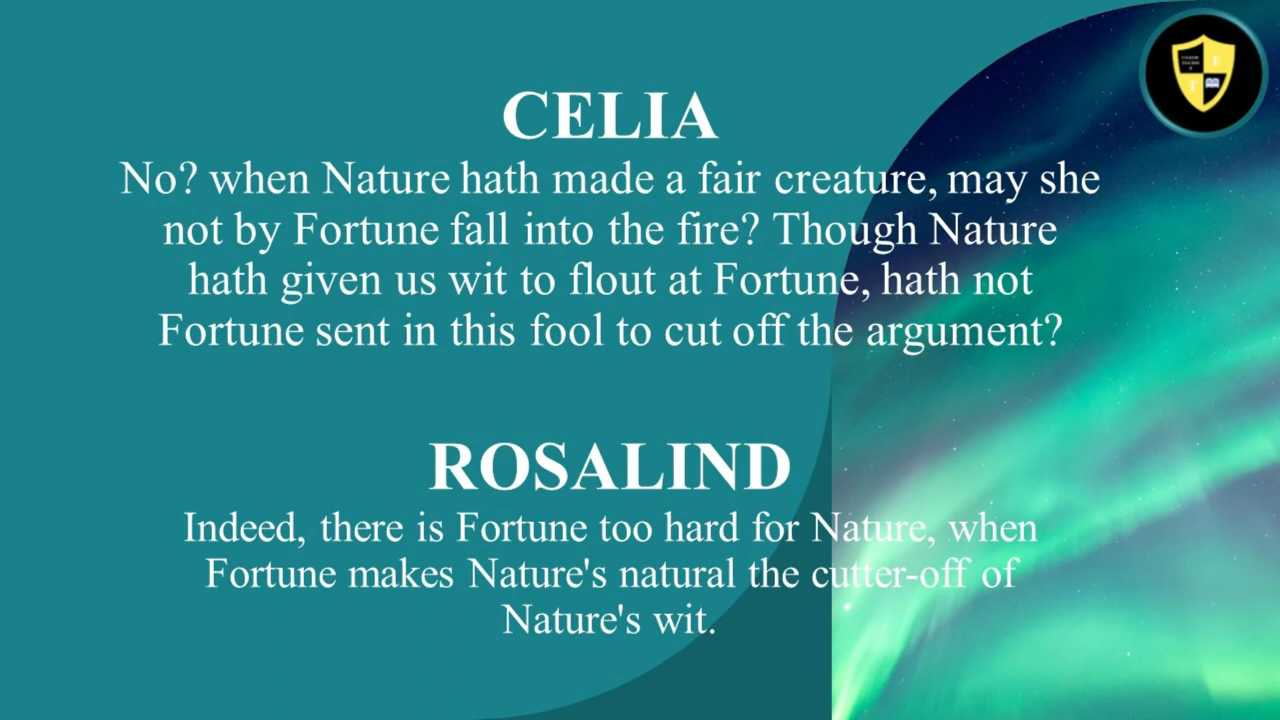 CELIA
No? when Nature hath made a fair creature, may she
not by Fortune fall into the fire? Though Nature
hath given us wit to flout at Fortune, hath not
Fortune sent in this fool to cut off the argument?
ROSALIND
Indeed, there is Fortune too hard for Nature, when
Fortune makes Nature's natural the cutter-off of
Nature's wit.